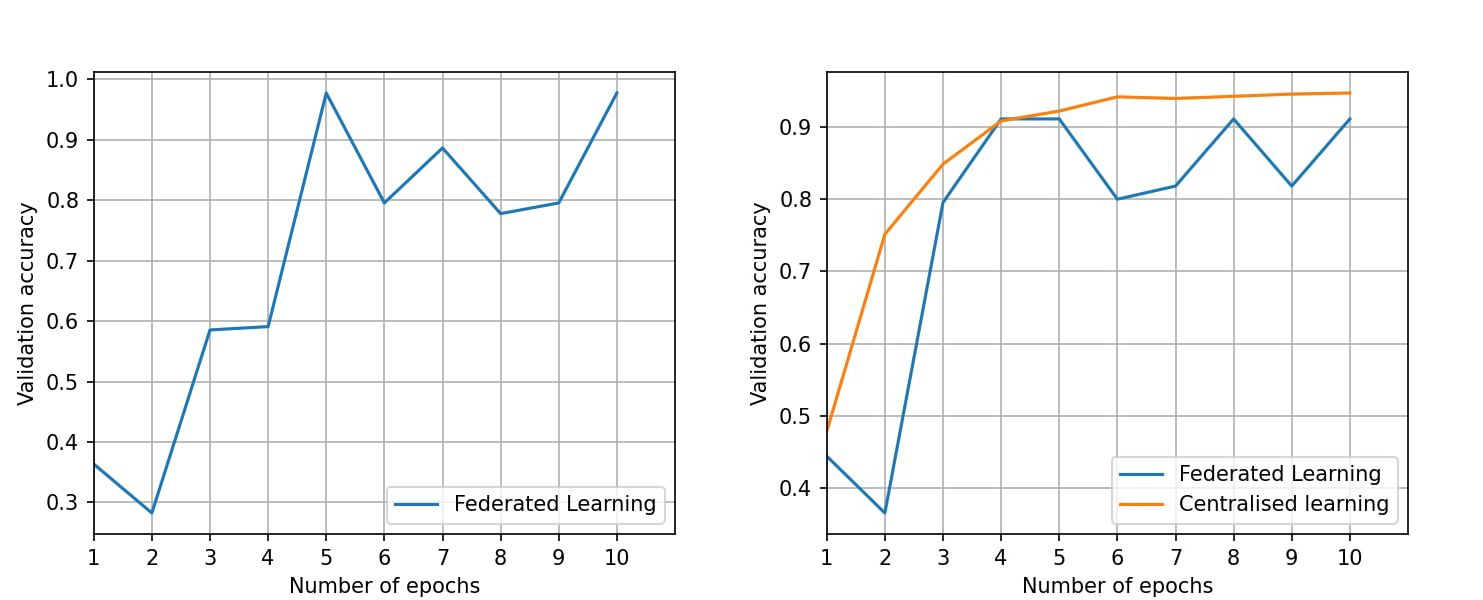 1.0
0.9
0.8
0.7
0.6
0.5
0.4
0.3
Validation accuracy
Federated Learning
1 2 3 4 5 6 7 8 9 10
Number of epochs
0.9
0.8
0.7
0.6
0.5
0.4
Validation accuracy
Federated Learning
Centralised learning
1 2 3 4 5 6 7 8 9 10
Number of epochs